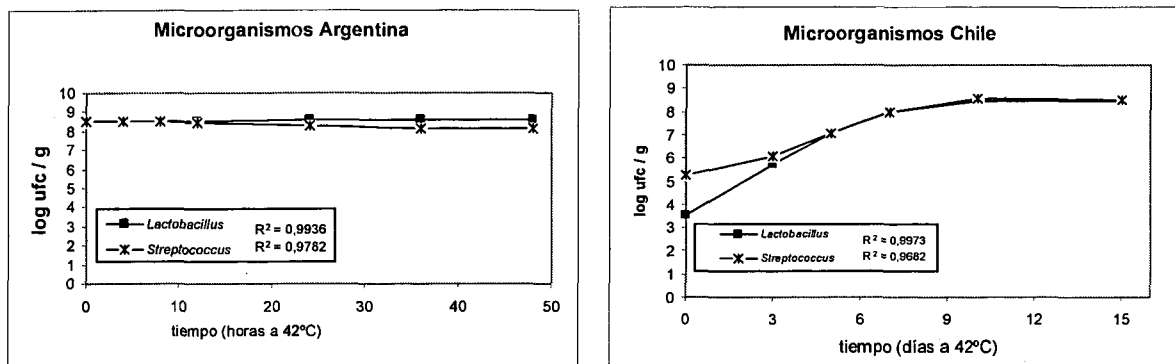 Microorganismos Argentina
log ufc / g
10
9
8
7
6
5
4
3
2
1
0
Lactobacillus R² = 0,9936
Streptococcus R² = 0,9782
0 10 20 30 40 50
tiempo (horas a 42ºC)
Microorganismos Chile
log ufc / g
10
9
8
7
6
5
4
3
2
1
0
Lactobacillus R² = 0,9973
Streptococcus R² = 0,9682
0 3 6 9 12 15
tiempo (días a 42ºC)